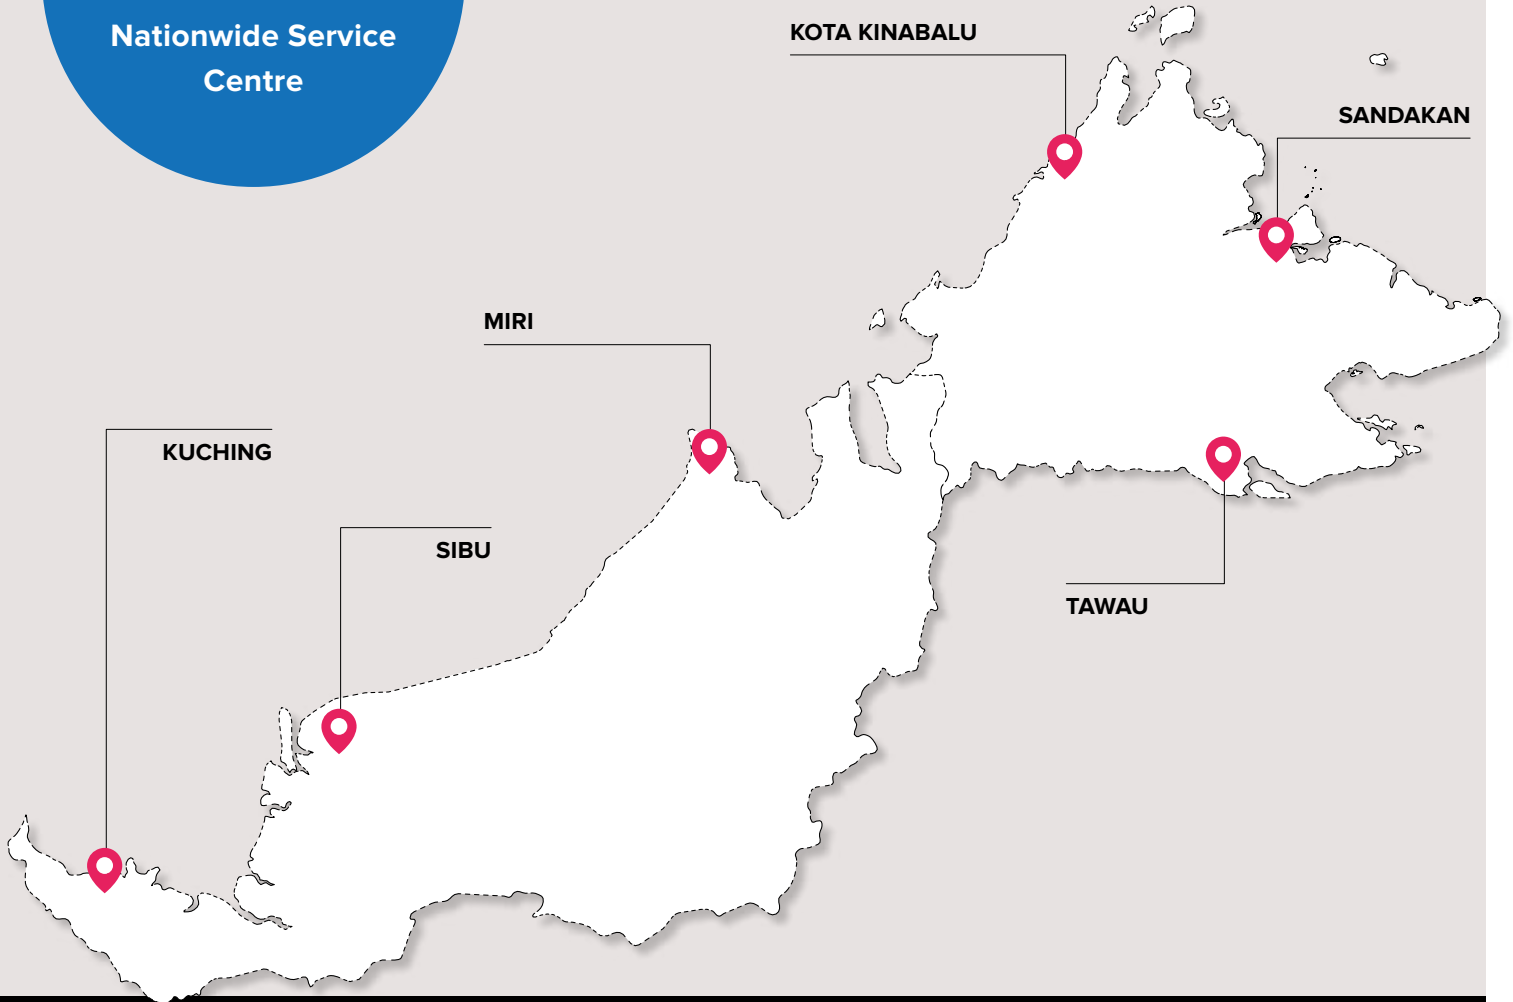 Nationwide Service
Centre
KOTA KINABALU
SANDAKAN
MIRI
KUCHING
SIBU
TAWAU